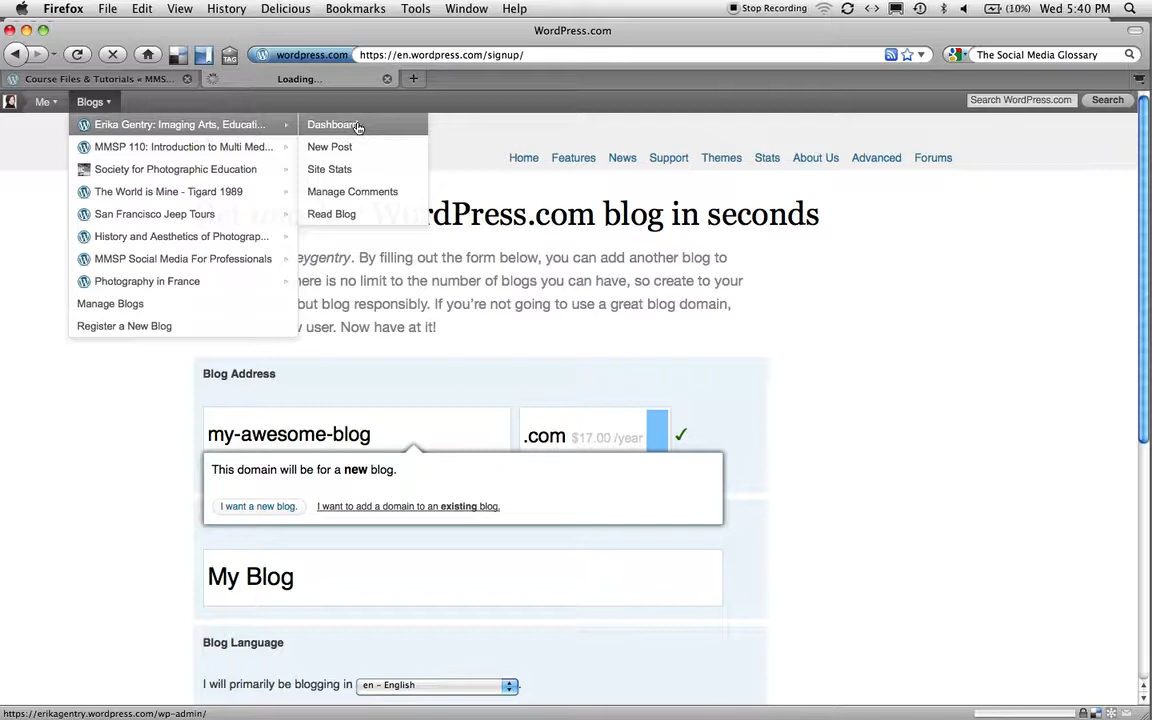 Firefox File Edit View History Delicious Bookmarks Tools Window Help Stop Recording (10%) Wed 5:40 PM
WordPress.com
TAG wordpress.com https://en.wordpress.com/signup/ The Social Media Glossary
Course Files & Tutorials « MMS... Loading...
Me Blogs Search WordPress.com Search
Erika Gentry: Imaging Arts, Educati... Dashboard
MMSP 110: Introduction to Multi Med... New Post
Home Features News Support Themes Stats About Us Advanced Forums
Society for Photographic Education Site Stats
The World is Mine - Tigard 1989 Manage Comments
San Francisco Jeep Tours Read Blog
rdPress.com blog in seconds
History and Aesthetics of Photograp...
MMSP Social Media For Professionals
eygentry. By filling out the form below, you can add another blog to
Photography in France
here is no limit to the number of blogs you can have, so create to your
Manage Blogs
but blog responsibly. If you're not going to use a great blog domain,
Register a New Blog
w user. Now have at it!
Blog Address
my-awesome-blog .com $17.00 /year
This domain will be for a new blog.
I want a new blog. I want to add a domain to an existing blog.
My Blog
Blog Language
I will primarily be blogging in en - English
https://erikagentry.wordpress.com/wp-admin/